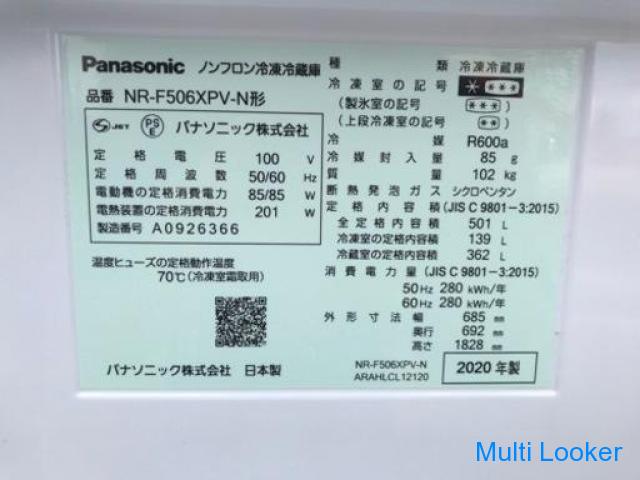 Panasonic ノンフロン冷凍冷蔵庫
品番 NR-F506XPV-N形
S JET PS E パナソニック株式会社
定格電圧 100 V
定格周波数 50/60 Hz
電動機の定格消費電力 85/85 W
電熱装置の定格消費電力 201 W
製造番号 A0926366
温度ヒューズの定格動作温度
70℃(冷凍室霜取用)
パナソニック株式会社 日本製
種類 冷凍冷蔵庫
冷凍室の記号 * ***
(製氷室の記号 ***)
(上段冷凍室の記号 **)
冷媒 R600a
冷媒封入量 85 g
質量 102 kg
断熱発泡ガス シクロペンタン
定格内容積 (JIS C 9801-3:2015)
全定格内容積 501 L
冷凍室の定格内容積 139 L
冷蔵室の定格内容積 362 L
消費電力量 (JIS C 9801-3:2015)
50Hz 280 kWh/年
60Hz 280 kWh/年
外形寸法 幅 685 mm
奥行 692 mm
高さ 1828 mm
NR-F506XPV-N
ARAHLCL12120
2020年製
Multi Looker